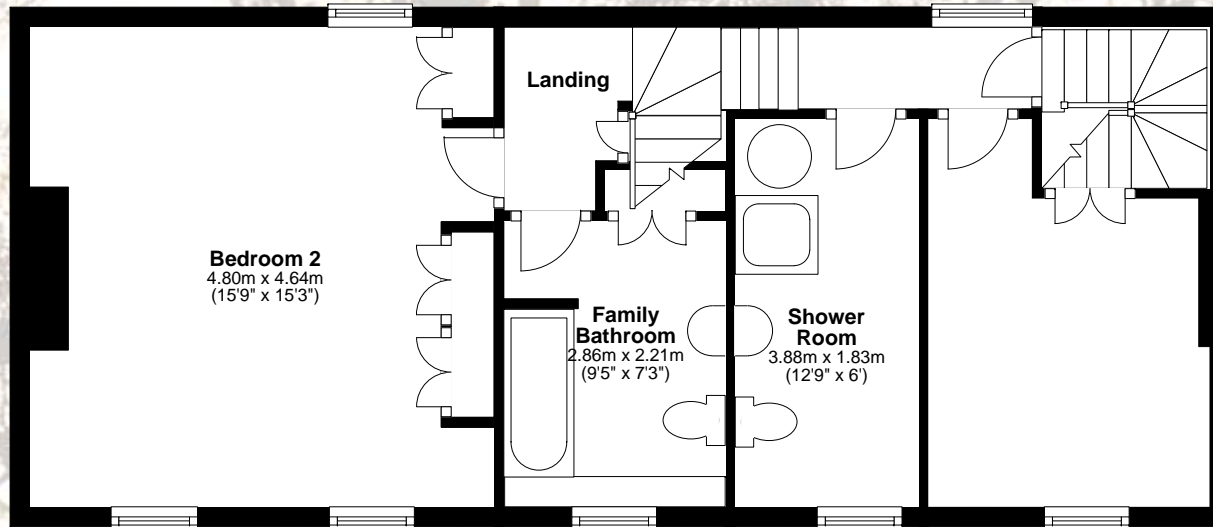 Landing
Bedroom 2
4.80m x 4.64m
(15'9" x 15'3")
Family
Bathroom
2.86m x 2.21m
(9'5" x 7'3")
Shower
Room
3.88m x 1.83m
(12'9" x 6')